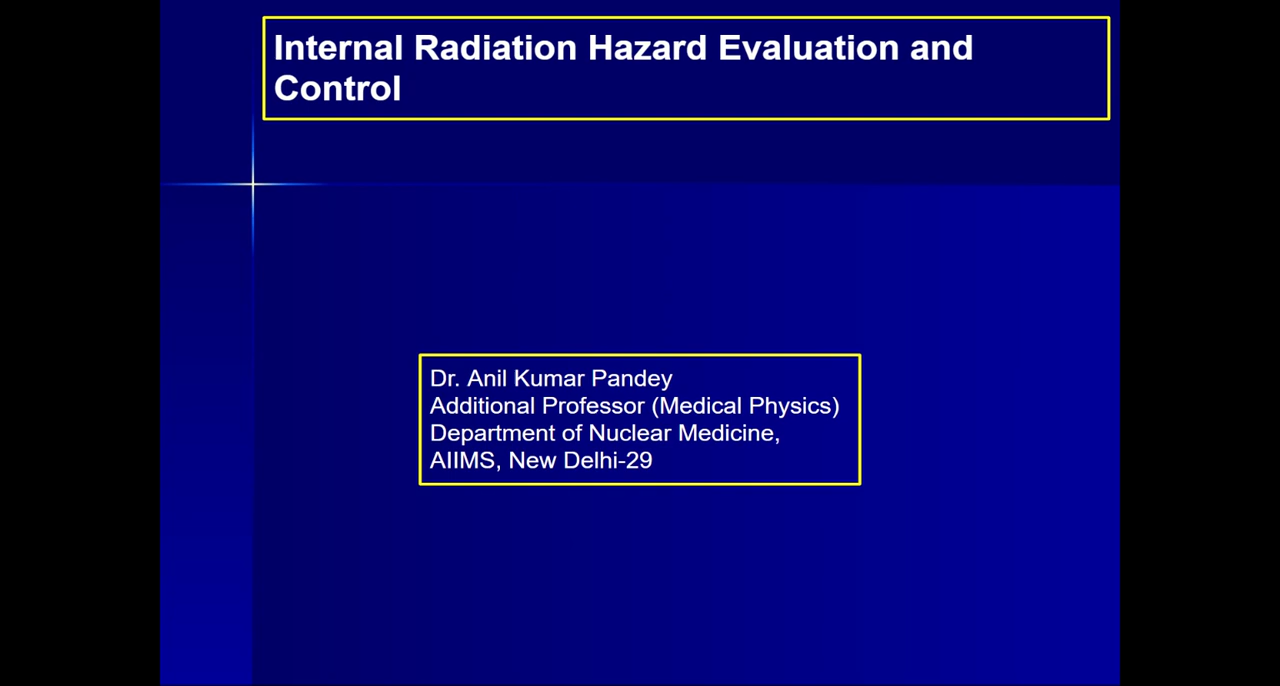 Internal Radiation Hazard Evaluation and
Control
Dr. Anil Kumar Pandey
Additional Professor (Medical Physics)
Department of Nuclear Medicine,
AIIMS, New Delhi-29